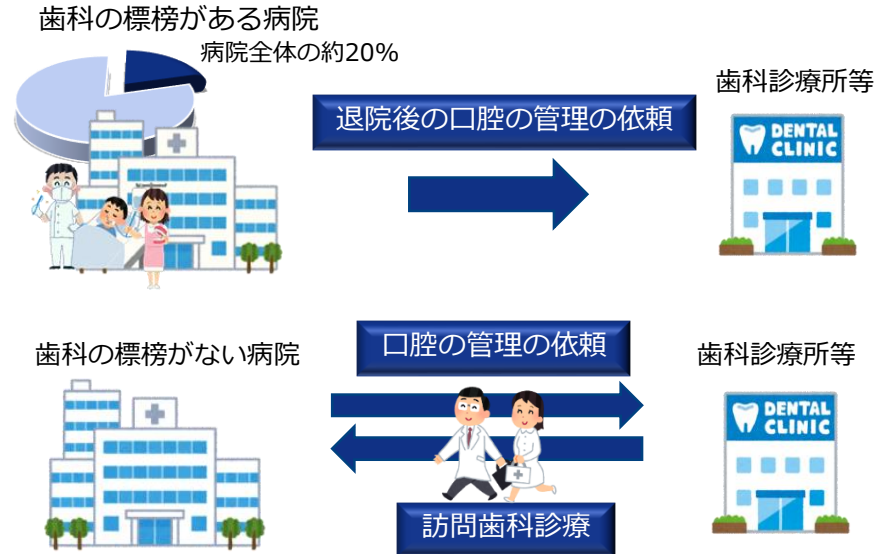 歯科の標榜がある病院
病院全体の約20%
退院後の口腔の管理の依頼
歯科診療所等
DENTAL
CLINIC
歯科の標榜がない病院
口腔の管理の依頼
歯科診療所等
DENTAL
CLINIC
訪問歯科診療